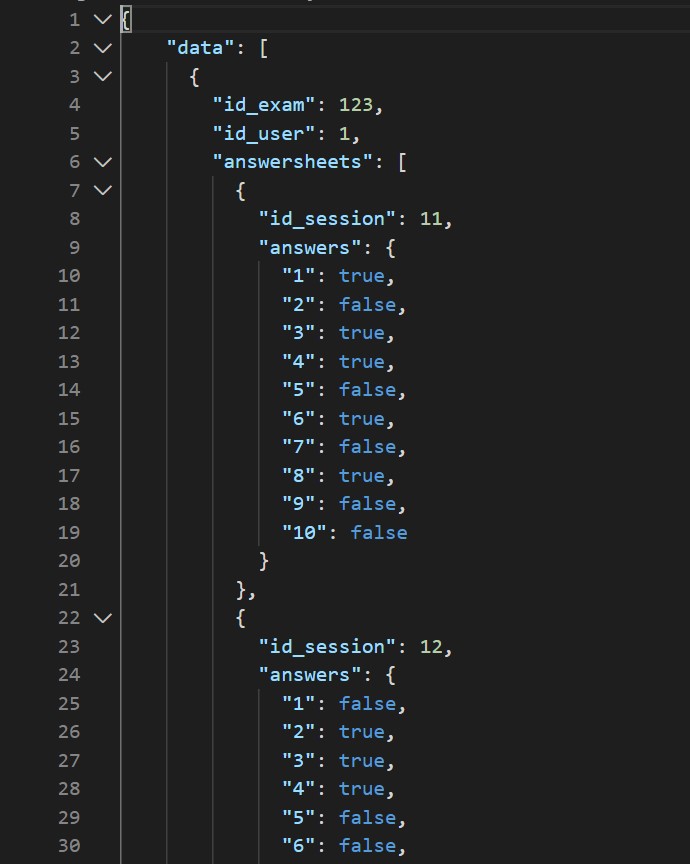 1 {
2 "data": [
3 {
4 "id_exam": 123,
5 "id_user": 1,
6 "answersheets": [
7 {
8 "id_session": 11,
9 "answers": {
10 "1": true,
11 "2": false,
12 "3": true,
13 "4": true,
14 "5": false,
15 "6": true,
16 "7": false,
17 "8": true,
18 "9": false,
19 "10": false
20 }
21 },
22 {
23 "id_session": 12,
24 "answers": {
25 "1": false,
26 "2": true,
27 "3": true,
28 "4": true,
29 "5": false,
30 "6": false,